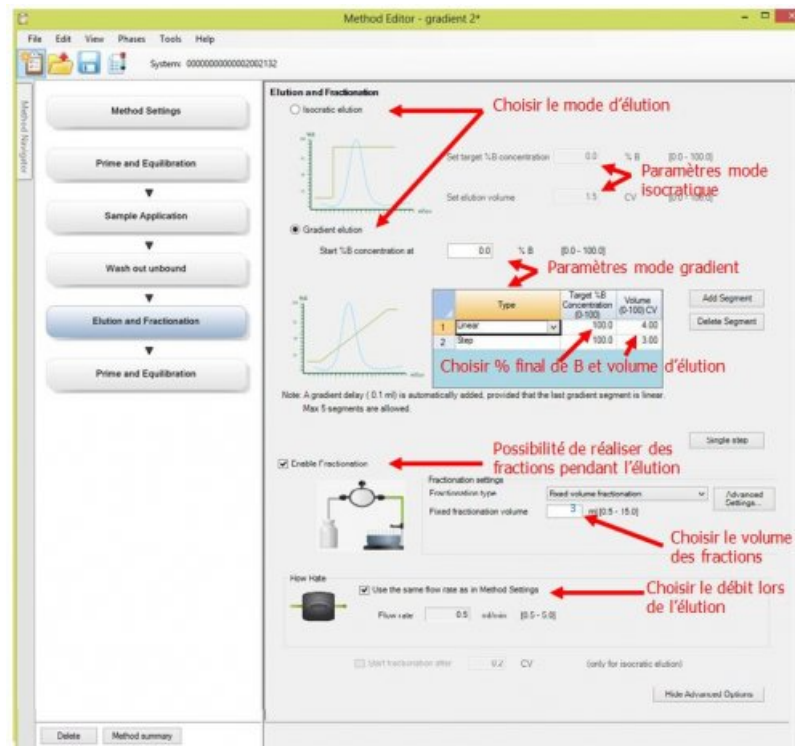 Method Editor - gradient 2*
File Edit View Phases Tools Help
System: 0000000000000002002132
Method Navigator
Method Settings
Prime and Equilibration
Sample Application
Wash out unbound
Elution and Fractionation
Prime and Equilibration
Elution and Fractionation
Isocratic elution
Choisir le mode d'élution
Set target %B concentration 0.0 % B [0.0 - 100.0]
Paramètres mode
isocratique
Set elution volume 1.5 CV
Gradient elution
Start %B concentration at 0.0 % B [0.0 - 100.0]
Paramètres mode gradient
Type Target %B Concentration (0-100) Volume (0-100) CV
1 Linear 100.0 4.00
2 Step 100.0 3.00
Add Segment
Delete Segment
Choisir % final de B et volume d'élution
Note: A gradient delay ( 0.1 ml) is automatically added, provided that the last gradient segment is linear.
Max 5 segments are allowed.
Single step
Possibilité de réaliser des
fractions pendant l'élution
Enable Fractionation
Fractionation settings
Fractionation type Fixed volume fractionation
Advanced Settings...
Fixed fractionation volume 3 ml [0.5 - 15.0]
Choisir le volume
des fractions
Flow Rate
Use the same flow rate as in Method Settings
Choisir le débit lors
de l'élution
Flow rate 0.5 ml/min [0.5 - 5.0]
Start fractionation after 0.2 CV (only for isocratic elution)
Hide Advanced Options
Delete Method summary